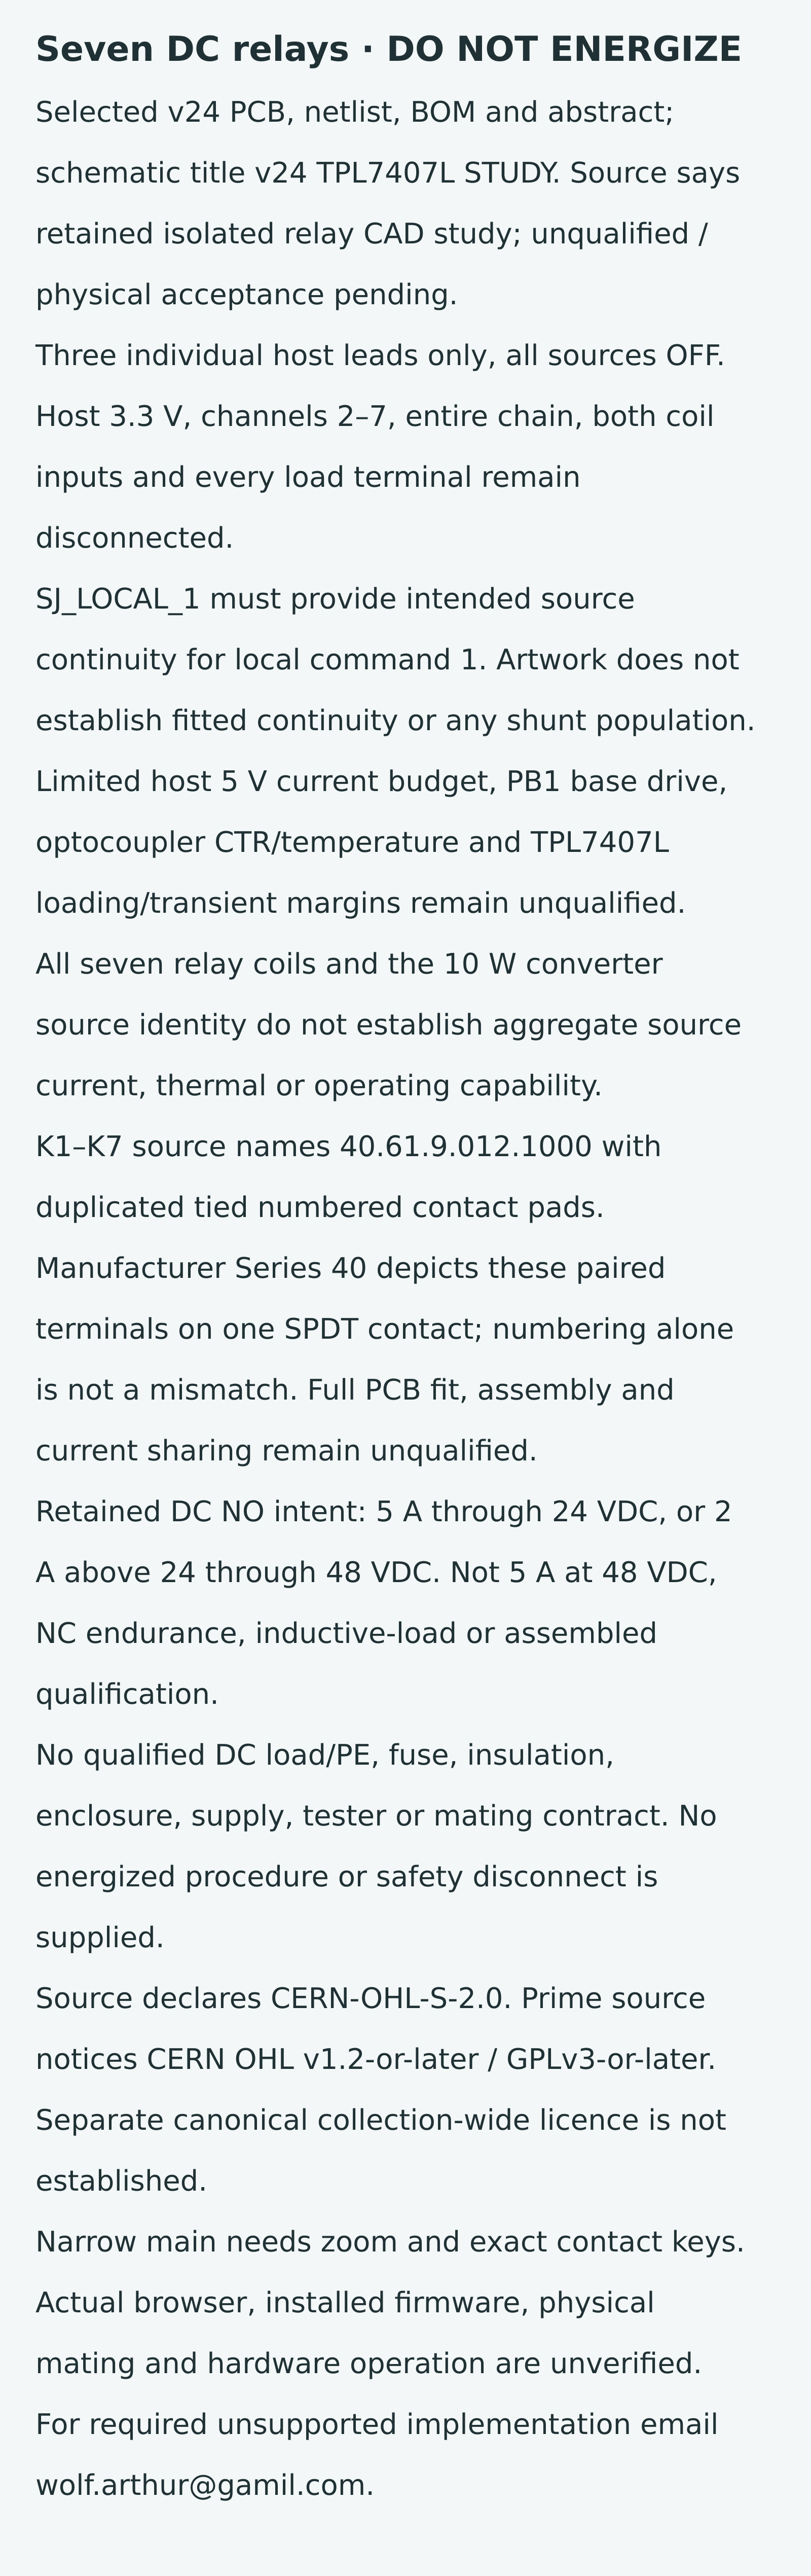 Seven DC relays · DO NOT ENERGIZE
Selected v24 PCB, netlist, BOM and abstract;
schematic title v24 TPL7407L STUDY. Source says
retained isolated relay CAD study; unqualified /
physical acceptance pending.
Three individual host leads only, all sources OFF.
Host 3.3 V, channels 2–7, entire chain, both coil
inputs and every load terminal remain
disconnected.
SJ_LOCAL_1 must provide intended source
continuity for local command 1. Artwork does not
establish fitted continuity or any shunt population.
Limited host 5 V current budget, PB1 base drive,
optocoupler CTR/temperature and TPL7407L
loading/transient margins remain unqualified.
All seven relay coils and the 10 W converter
source identity do not establish aggregate source
current, thermal or operating capability.
K1–K7 source names 40.61.9.012.1000 with
duplicated tied numbered contact pads.
Manufacturer Series 40 depicts these paired
terminals on one SPDT contact; numbering alone
is not a mismatch. Full PCB fit, assembly and
current sharing remain unqualified.
Retained DC NO intent: 5 A through 24 VDC, or 2
A above 24 through 48 VDC. Not 5 A at 48 VDC,
NC endurance, inductive-load or assembled
qualification.
No qualified DC load/PE, fuse, insulation,
enclosure, supply, tester or mating contract. No
energized procedure or safety disconnect is
supplied.
Source declares CERN-OHL-S-2.0. Prime source
notices CERN OHL v1.2-or-later / GPLv3-or-later.
Separate canonical collection-wide licence is not
established.
Narrow main needs zoom and exact contact keys.
Actual browser, installed firmware, physical
mating and hardware operation are unverified.
For required unsupported implementation email
wolf.arthur@gamil.com.